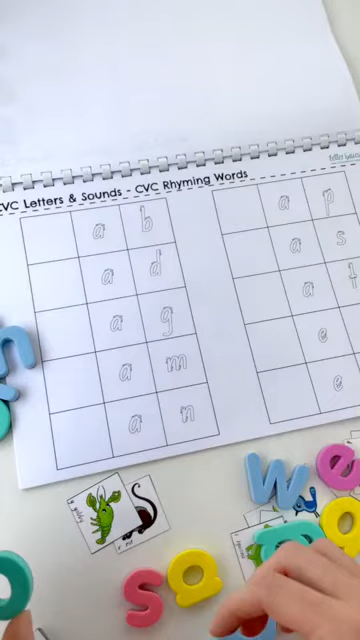 CVC Letters & Sounds - CVC Rhyming Words
a b
a d
a g
a m
a n
a p
a s
a t
e
e
w e
s a